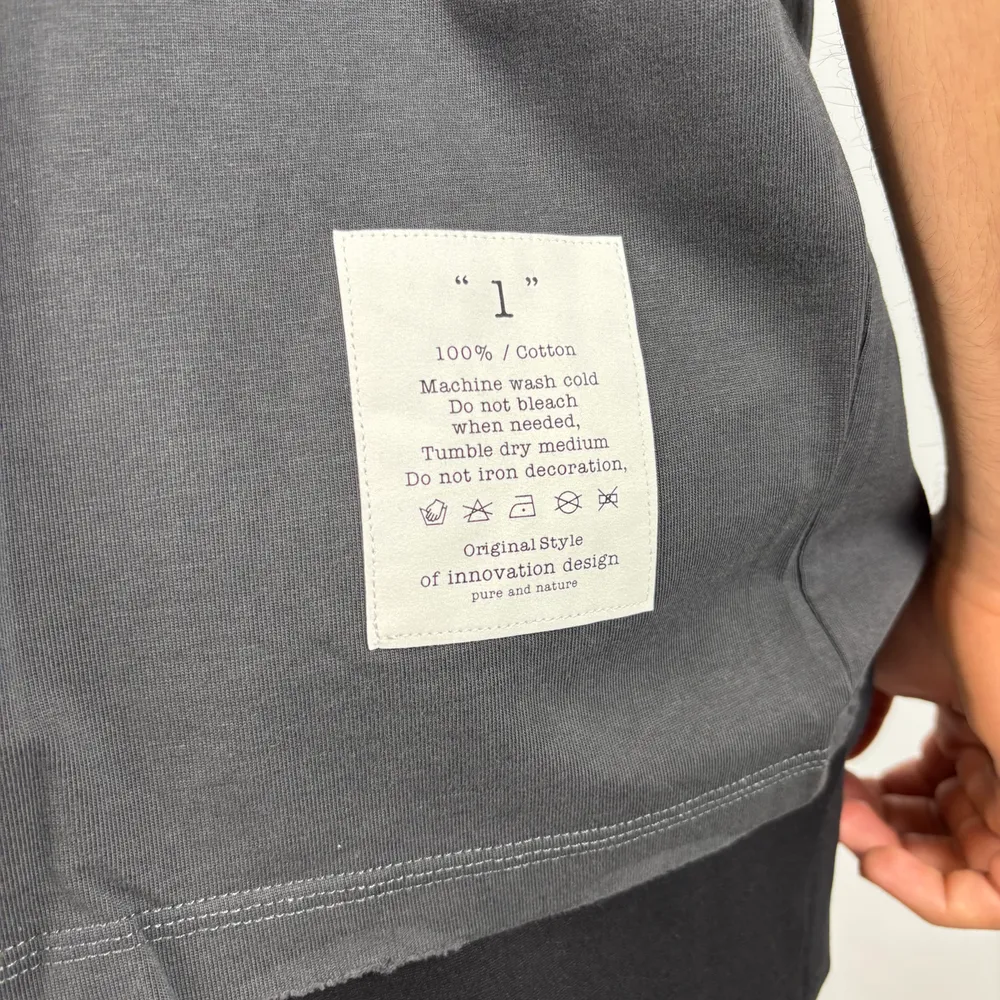 “ 1 ”
100% / Cotton
Machine wash cold
Do not bleach
when needed,
Tumble dry medium
Do not iron decoration,
Original Style
of innovation design
pure and nature